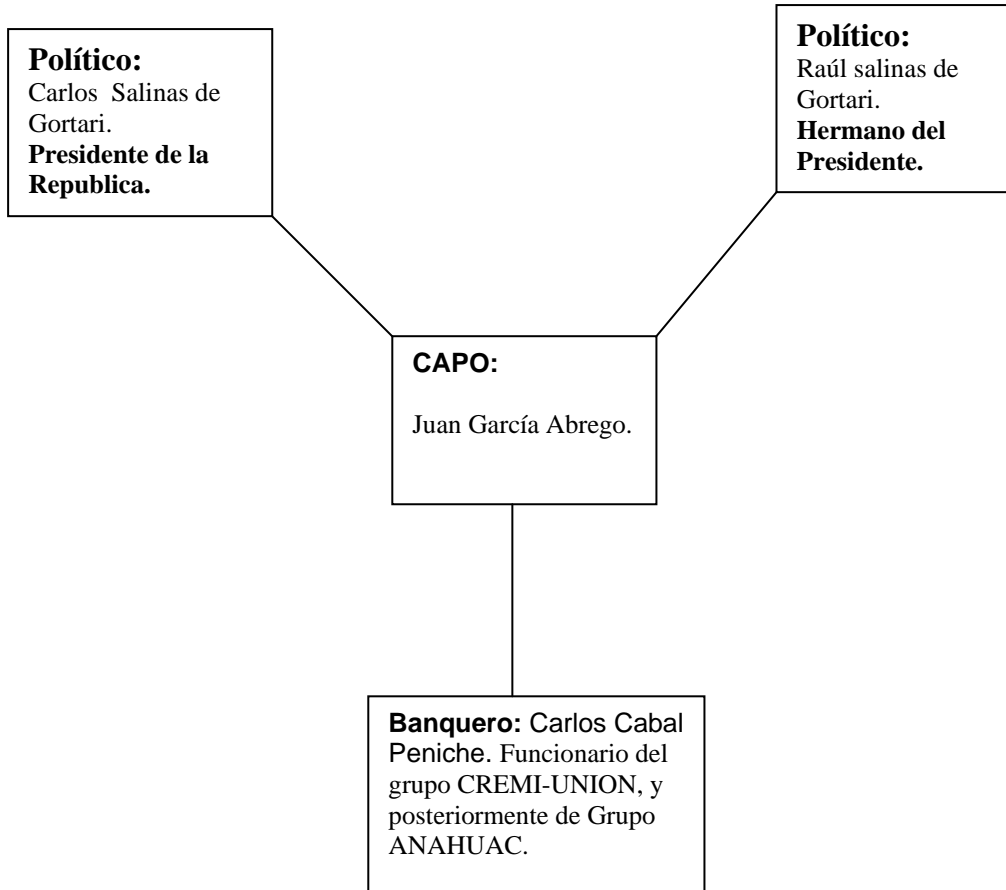 Político:
Carlos Salinas de
Gortari.
Presidente de la
Republica.
Político:
Raúl salinas de
Gortari.
Hermano del
Presidente.
CAPO:
Juan García Abrego.
Banquero: Carlos Cabal
Peniche. Funcionario del
grupo CREMI-UNION, y
posteriormente de Grupo
ANAHUAC.